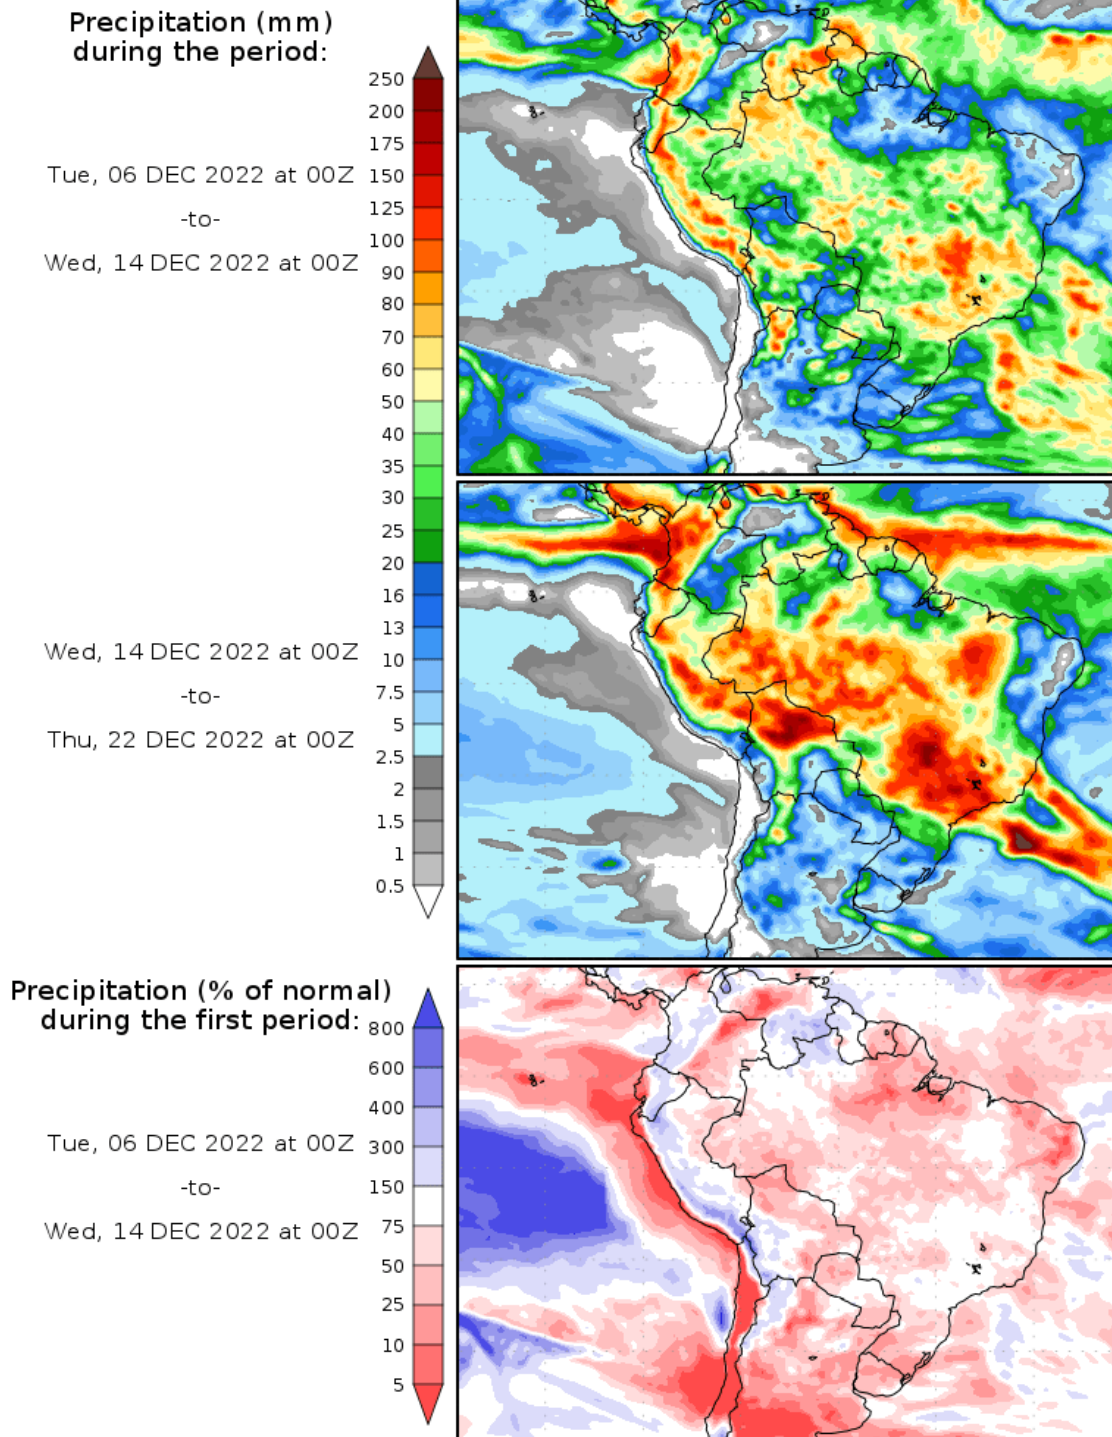 Precipitation (mm)
during the period:
Tue, 06 DEC 2022 at 00Z
-to-
Wed, 14 DEC 2022 at 00Z
250
200
175
150
125
100
90
80
70
60
50
40
35
30
25
20
16
13
10
7.5
5
2.5
2
1.5
1
0.5
Wed, 14 DEC 2022 at 00Z
-to-
Thu, 22 DEC 2022 at 00Z
Precipitation (% of normal)
during the first period:
Tue, 06 DEC 2022 at 00Z
-to-
Wed, 14 DEC 2022 at 00Z
800
600
400
300
150
75
50
25
10
5